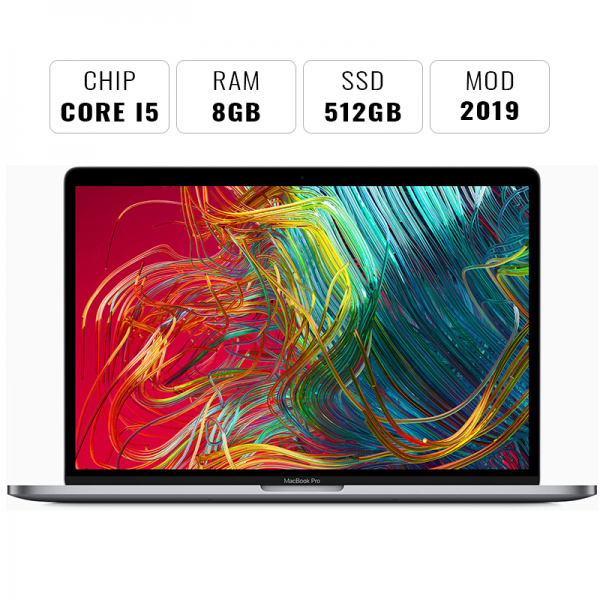 CHIP
CORE I5
RAM
8GB
SSD
512GB
MOD
2019
MacBook Pro